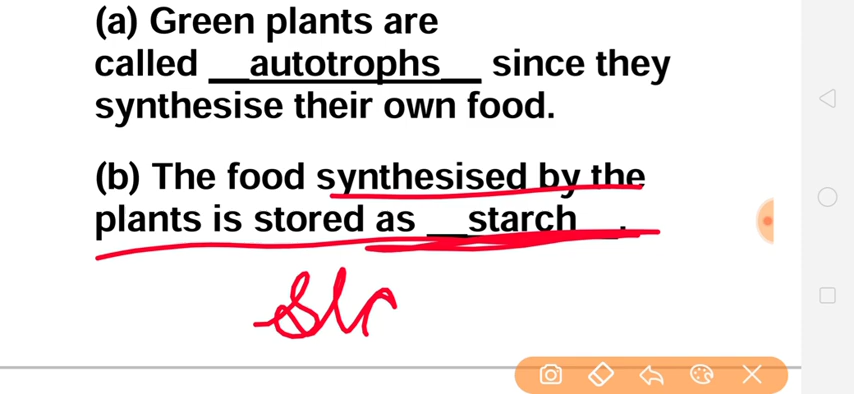 (a) Green plants are
called __autotrophs__ since they
synthesise their own food.
(b) The food synthesised by the
plants is stored as __starch__.